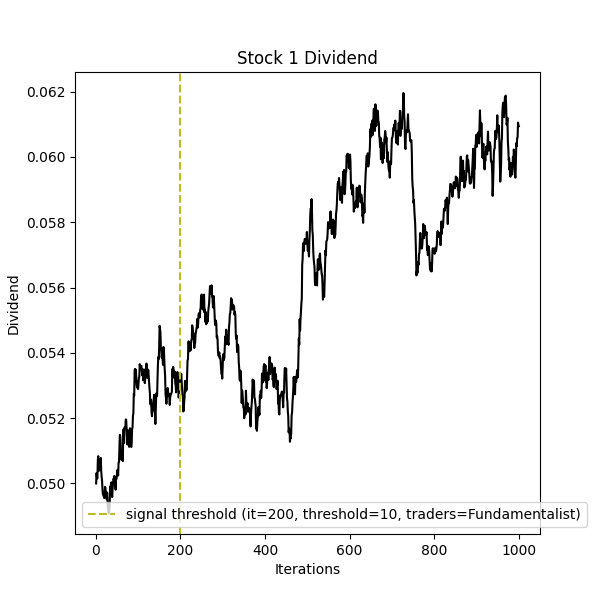 Stock 1 Dividend
0.062
0.060
0.058
0.056
0.054
0.052
0.050
Dividend
signal threshold (it=200, threshold=10, traders=Fundamentalist)
0 200 400 600 800 1000
Iterations